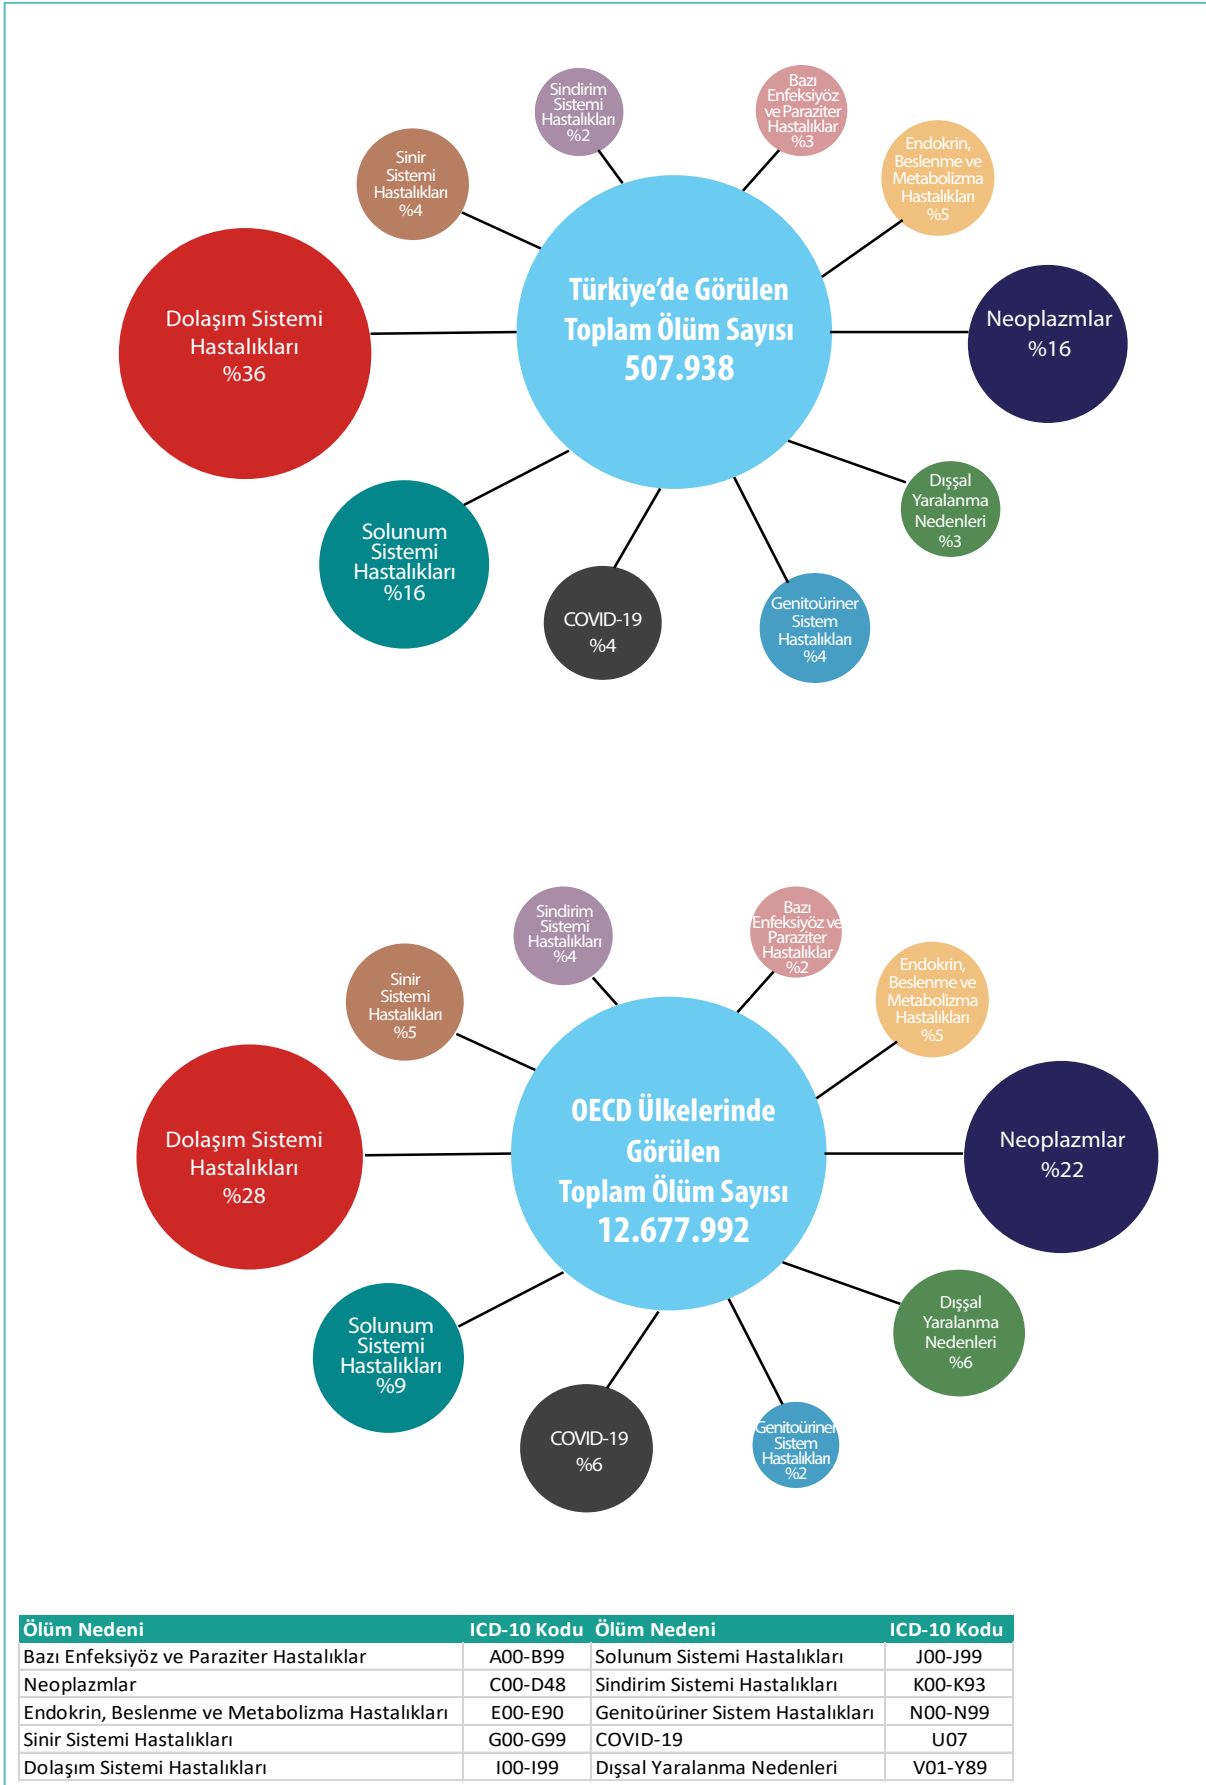 Sindirim
Sistemi
Hastalıkları
%2
Bazı
Enfeksiyöz
ve Paraziter
Hastalıklar
%3
Endokrin,
Beslenme ve
Metabolizma
Hastalıkları
%5
Sinir
Sistemi
Hastalıkları
%4
Dolaşım Sistemi
Hastalıkları
%36
Türkiye’de Görülen
Toplam Ölüm Sayısı
507.938
Neoplazmlar
%16
Solunum
Sistemi
Hastalıkları
%16
COVID-19
%4
Genitoüriner
Sistem
Hastalıkları
%4
Dışşal
Yaralanma
Nedenleri
%3
Sindirim
Sistemi
Hastalıkları
%4
Bazı
Enfeksiyöz ve
Paraziter
Hastalıklar
%2
Endokrin,
Beslenme ve
Metabolizma
Hastalıkları
%5
Sinir
Sistemi
Hastalıkları
%5
Dolaşım Sistemi
Hastalıkları
%28
OECD Ülkelerinde
Görülen
Toplam Ölüm Sayısı
12.677.992
Neoplazmlar
%22
Solunum
Sistemi
Hastalıkları
%9
COVID-19
%6
Genitoüriner
Sistem
Hastalıkları
%2
Dışşal
Yaralanma
Nedenleri
%6
Ölüm Nedeni ICD-10 Kodu Ölüm Nedeni ICD-10 Kodu
Bazı Enfeksiyöz ve Paraziter Hastalıklar A00-B99 Solunum Sistemi Hastalıkları J00-J99
Neoplazmlar C00-D48 Sindirim Sistemi Hastalıkları K00-K93
Endokrin, Beslenme ve Metabolizma Hastalıkları E00-E90 Genitoüriner Sistem Hastalıkları N00-N99
Sinir Sistemi Hastalıkları G00-G99 COVID-19 U07
Dolaşım Sistemi Hastalıkları I00-I99 Dışsal Yaralanma Nedenleri V01-Y89